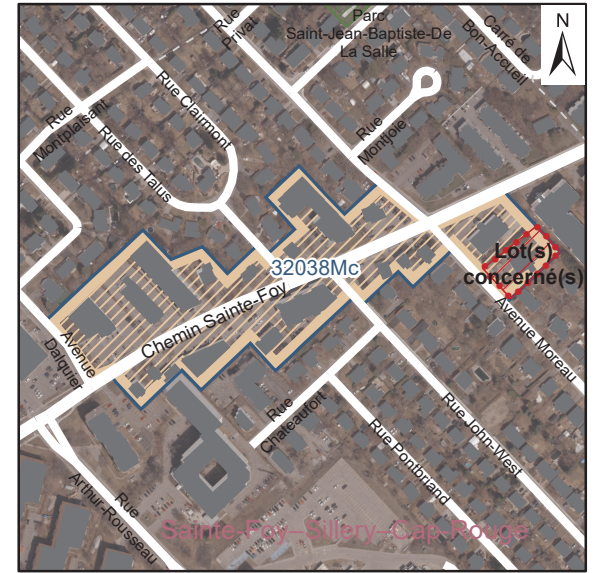 N
Parc
Saint-Jean-Baptiste-De
La Salle
Rue
Privat
Carré de
Bon-Accueil
Rue
Montplaisant
Rue Clairmont
Rue des Talus
Rue
Montjoie
32038Mc
Lot(s)
concerné(s)
Chemin Sainte-Foy
Avenue
Dalquier
Avenue Moreau
Rue
Chateaufort
Rue John-West
Rue Pontbriand
Rue
Arthur-Rousseau
Sainte-Foy–Sillery–Cap-Rouge